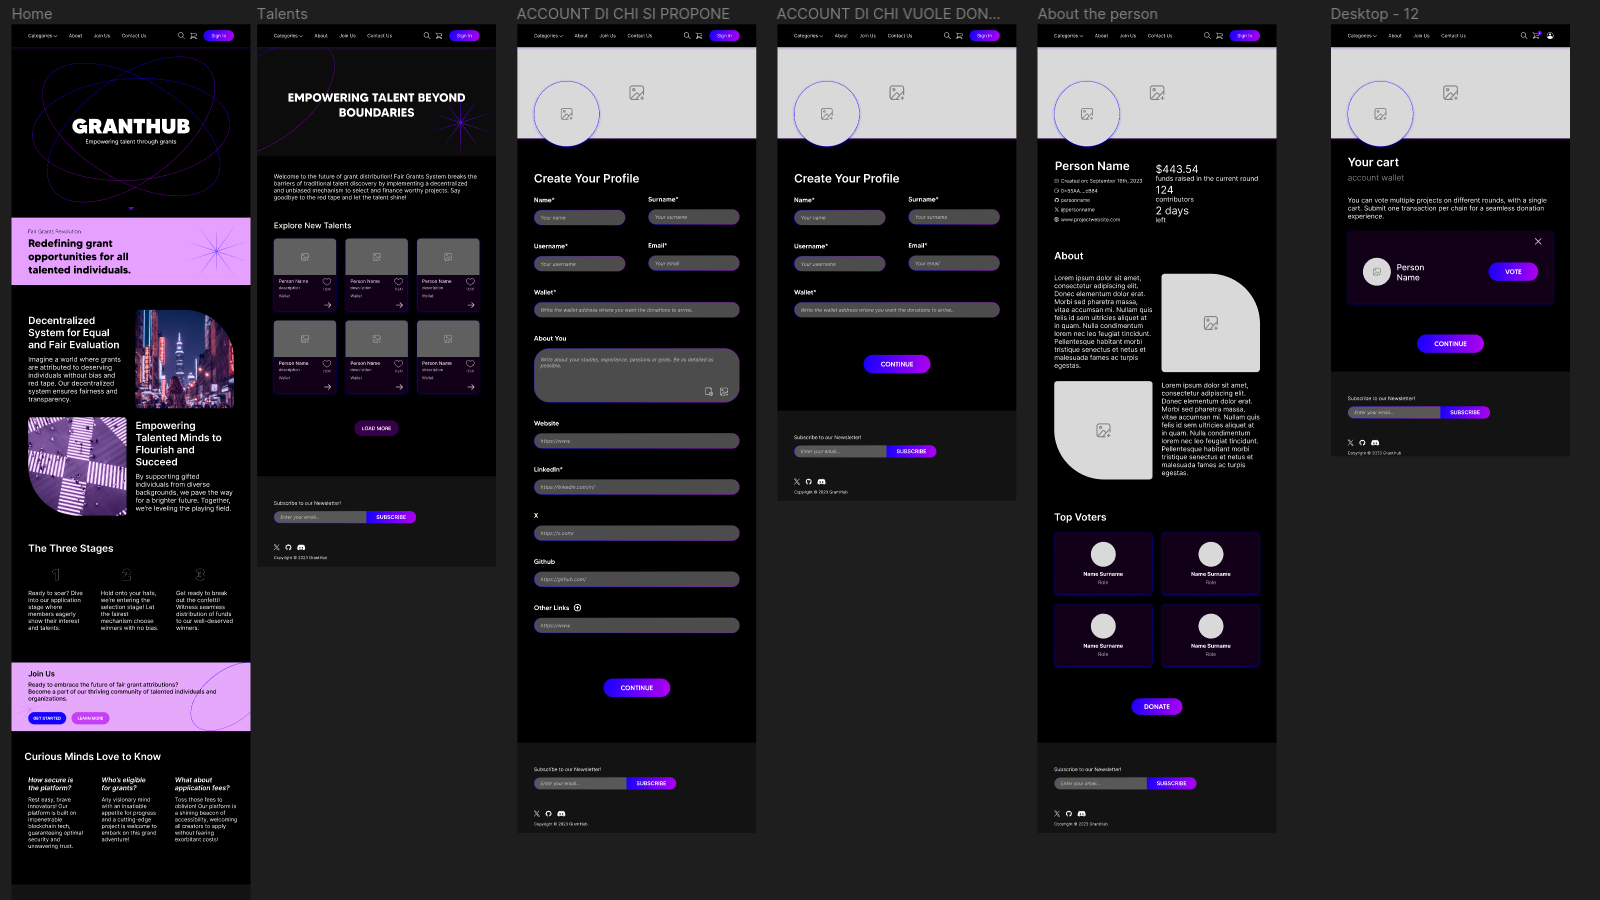 Home
Categories
About
Join Us
Contact Us
Sign In
GRANTHUB
Empowering talent through grants
Fair Grants Revolution
Redefining grant
opportunities for all
talented individuals.
Decentralized
System for Equal
and Fair Evaluation
Imagine a world where grants
are attributed to deserving
individuals without bias and
red tape. Our decentralized
system ensures fairness and
transparency.
Empowering
Talented Minds to
Flourish and
Succeed
By supporting gifted
individuals from diverse
backgrounds, we pave the way
for a brighter future. Together,
we're leveling the playing field.
The Three Stages
1
2
3
Ready to soar? Dive
into our application
stage where
members eagerly
show their interest
and talents.
Hold onto your hats,
we're entering the
selection stage! Let
the fairest
mechanism choose
winners with no bias.
Get ready to break
out the confetti!
Witness seamless
distribution of funds
to our well-deserved
winners.
Join Us
Ready to embrace the future of fair grant attributions?
Become a part of our thriving community of talented individuals and
organizations.
GET STARTED
LEARN MORE
Curious Minds Love to Know
How secure is
the platform?
Rest easy, brave
innovators! Our
platform is built on
impenetrable
blockchain tech,
guaranteeing optimal
security and
unwavering trust.
Who's eligible
for grants?
Any visionary mind
with an insatiable
appetite for progress
and a cutting-edge
project is welcome to
embark on this grand
adventure!
What about
application fees?
Toss those fees to
oblivion! Our platform is
a shining beacon of
accessibility, welcoming
all creators to apply
without fearing
exorbitant costs!
Talents
Categories
About
Join Us
Contact Us
Sign In
EMPOWERING TALENT BEYOND
BOUNDARIES
Welcome to the future of grant distribution! Fair Grants System breaks the
barriers of traditional talent discovery by implementing a decentralized
and unbiased mechanism to select and finance worthy projects. Say
goodbye to the red tape and let the talent shine!
Explore New Talents
Person Name
description
Wallet
Person Name
description
Wallet
Person Name
description
Wallet
Person Name
description
Wallet
Person Name
description
Wallet
Person Name
description
Wallet
LOAD MORE
Subscribe to our Newsletter!
Enter your email...
SUBSCRIBE
Copyright © 2023 GrantHub
ACCOUNT DI CHI SI PROPONE
Categories
About
Join Us
Contact Us
Sign In
Create Your Profile
Name*
Your name
Surname*
Your surname
Username*
Your username
Email*
Your email
Wallet*
Write the wallet address where you want the donations to arrive.
About You
Write about your studies, experience, passions or goals. Be as detailed as
possible.
Website
https://www.
LinkedIn*
https://linkedin.com/in/
X
https://x.com/
Github
https://github.com/
Other Links
https://www.
CONTINUE
Subscribe to our Newsletter!
Enter your email...
SUBSCRIBE
Copyright © 2023 GrantHub
ACCOUNT DI CHI VUOLE DON...
Categories
About
Join Us
Contact Us
Sign In
Create Your Profile
Name*
Your name
Surname*
Your surname
Username*
Your username
Email*
Your email
Wallet*
Write the wallet address where you want the donations to arrive.
CONTINUE
Subscribe to our Newsletter!
Enter your email...
SUBSCRIBE
Copyright © 2023 GrantHub
About the person
Categories
About
Join Us
Contact Us
Sign In
Person Name
Created on: September 18th, 2023
personname
@personname
www.projectwebsite.com
$443.54
funds raised in the current round
124
contributors
2 days
left
About
Lorem ipsum dolor sit amet,
consectetur adipiscing elit.
Donec elementum dolor erat.
Morbi sed pharetra massa,
vitae accumsan mi. Nullam quis
felis id sem ultricies aliquet at
in quam. Nulla condimentum
lorem nec leo feugiat tincidunt.
Pellentesque habitant morbi
tristique senectus et netus et
malesuada fames ac turpis
egestas.
Lorem ipsum dolor sit amet,
consectetur adipiscing elit.
Donec elementum dolor erat.
Morbi sed pharetra massa,
vitae accumsan mi. Nullam quis
felis id sem ultricies aliquet at
in quam. Nulla condimentum
lorem nec leo feugiat tincidunt.
Pellentesque habitant morbi
tristique senectus et netus et
malesuada fames ac turpis
egestas.
Top Voters
Name Surname
Role
Name Surname
Role
Name Surname
Role
Name Surname
Role
DONATE
Subscribe to our Newsletter!
Enter your email...
SUBSCRIBE
Copyright © 2023 GrantHub
Desktop - 12
Categories
About
Join Us
Contact Us
Your cart
account wallet
You can vote multiple projects on different rounds, with a single
cart. Submit one transaction per chain for a seamless donation
experience.
Person
Name
VOTE
CONTINUE
Subscribe to our Newsletter!
Enter your email...
SUBSCRIBE
Copyright © 2023 GrantHub